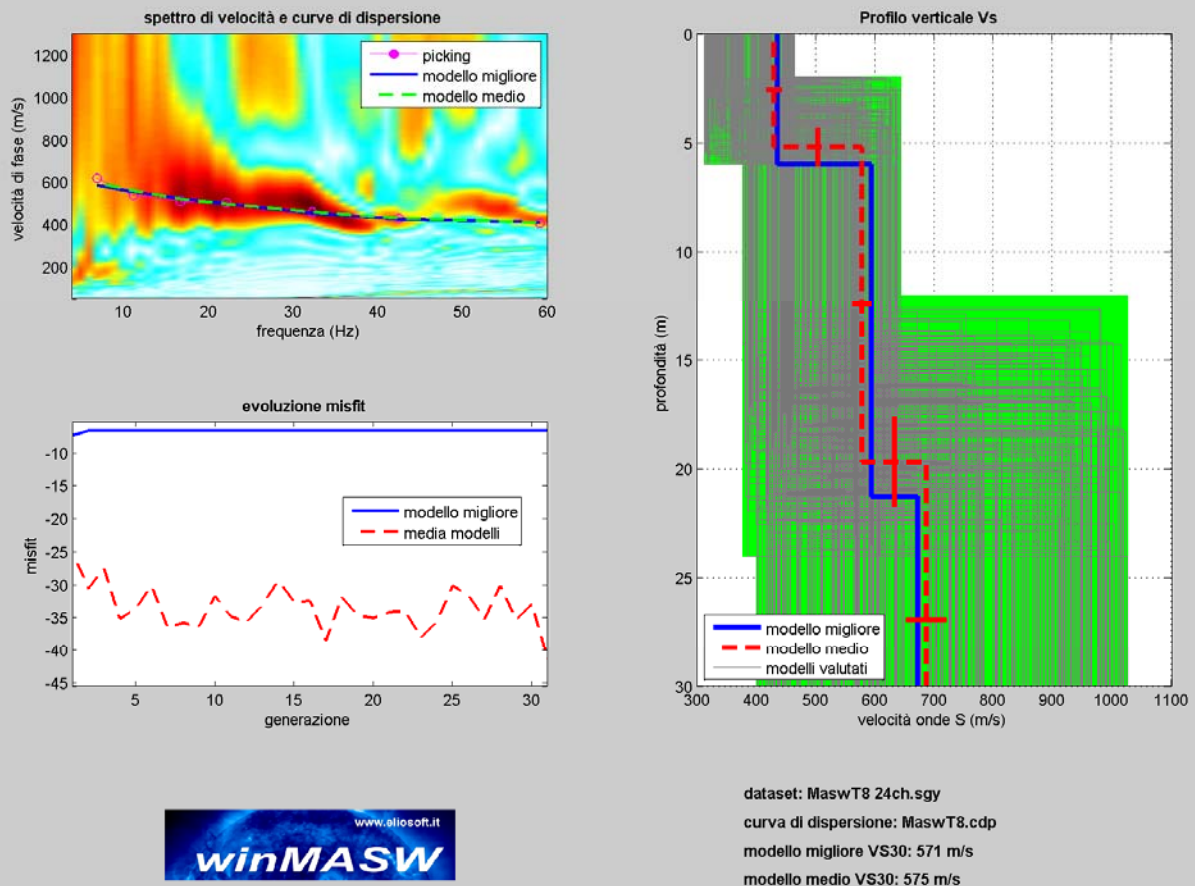 spettro di velocità e curve di dispersione
1200
1000
800
600
400
200
velocità di fase (m/s)
picking
modello migliore
modello medio
10
20
30
40
50
60
frequenza (Hz)
evoluzione misfit
-10
-15
-20
-25
-30
-35
-40
-45
misfit
modello migliore
media modelli
5
10
15
20
25
30
generazione
Profilo verticale Vs
0
5
10
15
20
25
30
profondità (m)
modello migliore
modello medio
modelli valutati
300
400
500
600
700
800
900
1000
1100
velocità onde S (m/s)
www.eliosoft.it
winMASW
dataset: MaswT8 24ch.sgy
curva di dispersione: MaswT8.cdp
modello migliore VS30: 571 m/s
modello medio VS30: 575 m/s